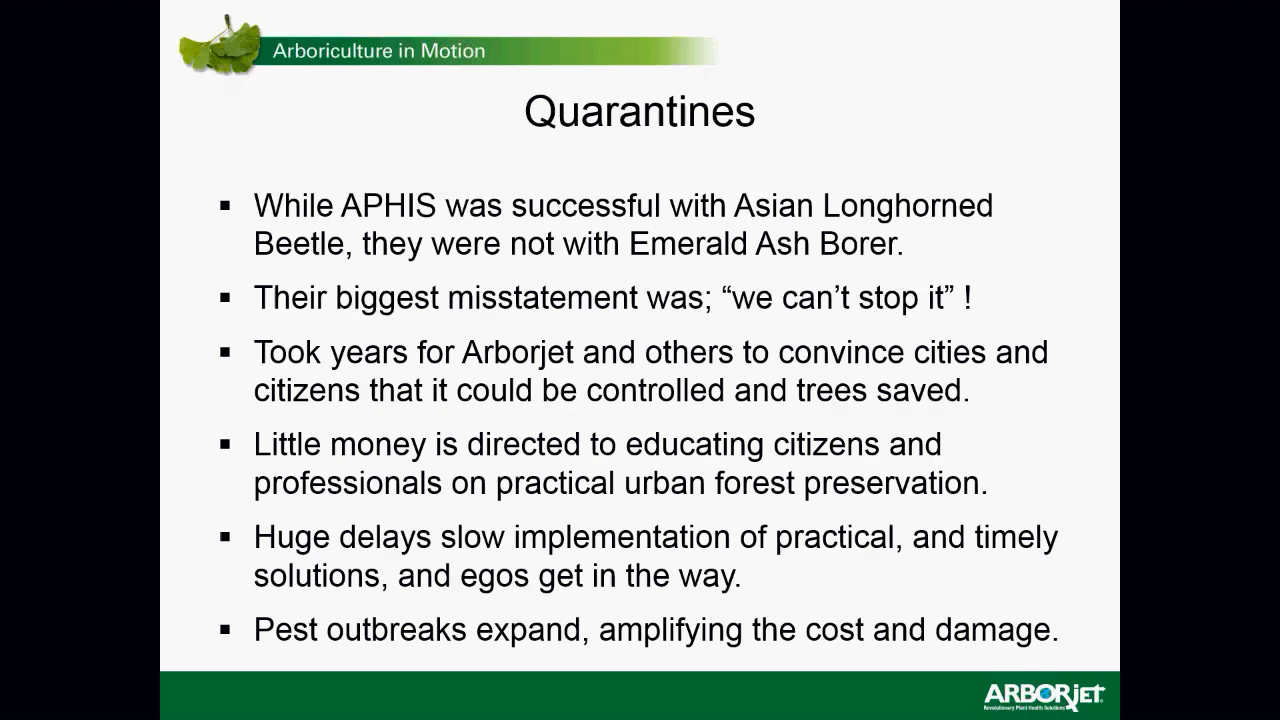 Arboriculture in Motion
Quarantines
▪ While APHIS was successful with Asian Longhorned
Beetle, they were not with Emerald Ash Borer.
▪ Their biggest misstatement was; “we can’t stop it” !
▪ Took years for Arborjet and others to convince cities and
citizens that it could be controlled and trees saved.
▪ Little money is directed to educating citizens and
professionals on practical urban forest preservation.
▪ Huge delays slow implementation of practical, and timely
solutions, and egos get in the way.
▪ Pest outbreaks expand, amplifying the cost and damage.
ARBORjet
Revolutionary Plant Health Solutions